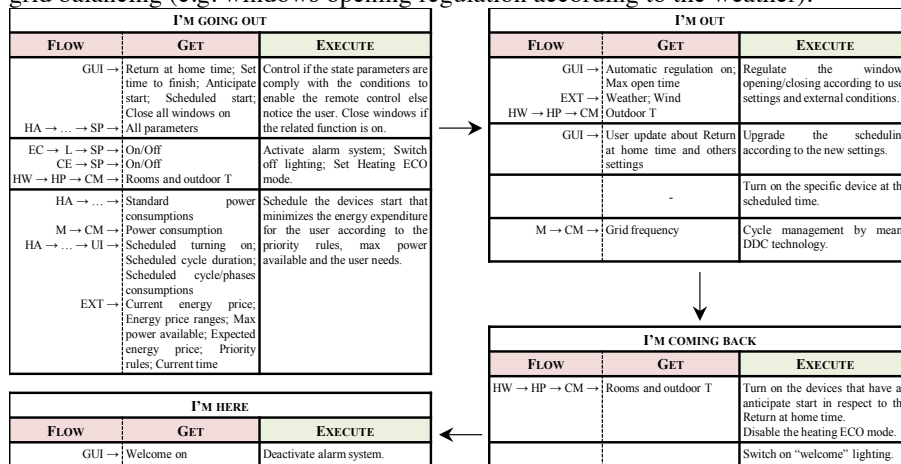 grid balancing (e.g. windows opening regulation according to the weather).
I'M GOING OUT
FLOW GET EXECUTE
GUI → Return at home time; Set Control if the state parameters are
time to finish; Anticipate comply with the conditions to
start; Scheduled start; enable the remote control else
Close all windows on notice the user. Close windows if
HA → … → SP → All parameters the related function is on.
EC → L → SP → On/Off Activate alarm system; Switch
CE → SP → On/Off off lighting; Set Heating ECO
HW → HP → CM → Rooms and outdoor T mode.
HA → … → Standard power Schedule the devices start that
consumptions minimizes the energy expenditure
M → CM → Power consumption for the user according to the
HA → … → UI → Scheduled turning on; priority rules, max power
Scheduled cycle duration; available and the user needs.
Scheduled cycle/phases
consumptions
EXT → Current energy price;
Energy price ranges; Max
power available; Expected
energy price; Priority
rules; Current time
I'M OUT
FLOW GET EXECUTE
GUI → Automatic regulation on; Regulate the window
Max open time opening/closing according to use
EXT → Weather; Wind settings and external conditions.
HW → HP → CM Outdoor T
GUI → User update about Return Upgrade the schedulin
at home time and others according to the new settings.
settings
- Turn on the specific device at th
scheduled time.
M → CM → Grid frequency Cycle management by mean
DDC technology.
I'M COMING BACK
FLOW GET EXECUTE
HW → HP → CM → Rooms and outdoor T Turn on the devices that have a
anticipate start in respect to th
Return at home time.
Disable the heating ECO mode.
Switch on “welcome” lighting.
I'M HERE
FLOW GET EXECUTE
GUI → Welcome on Deactivate alarm system.